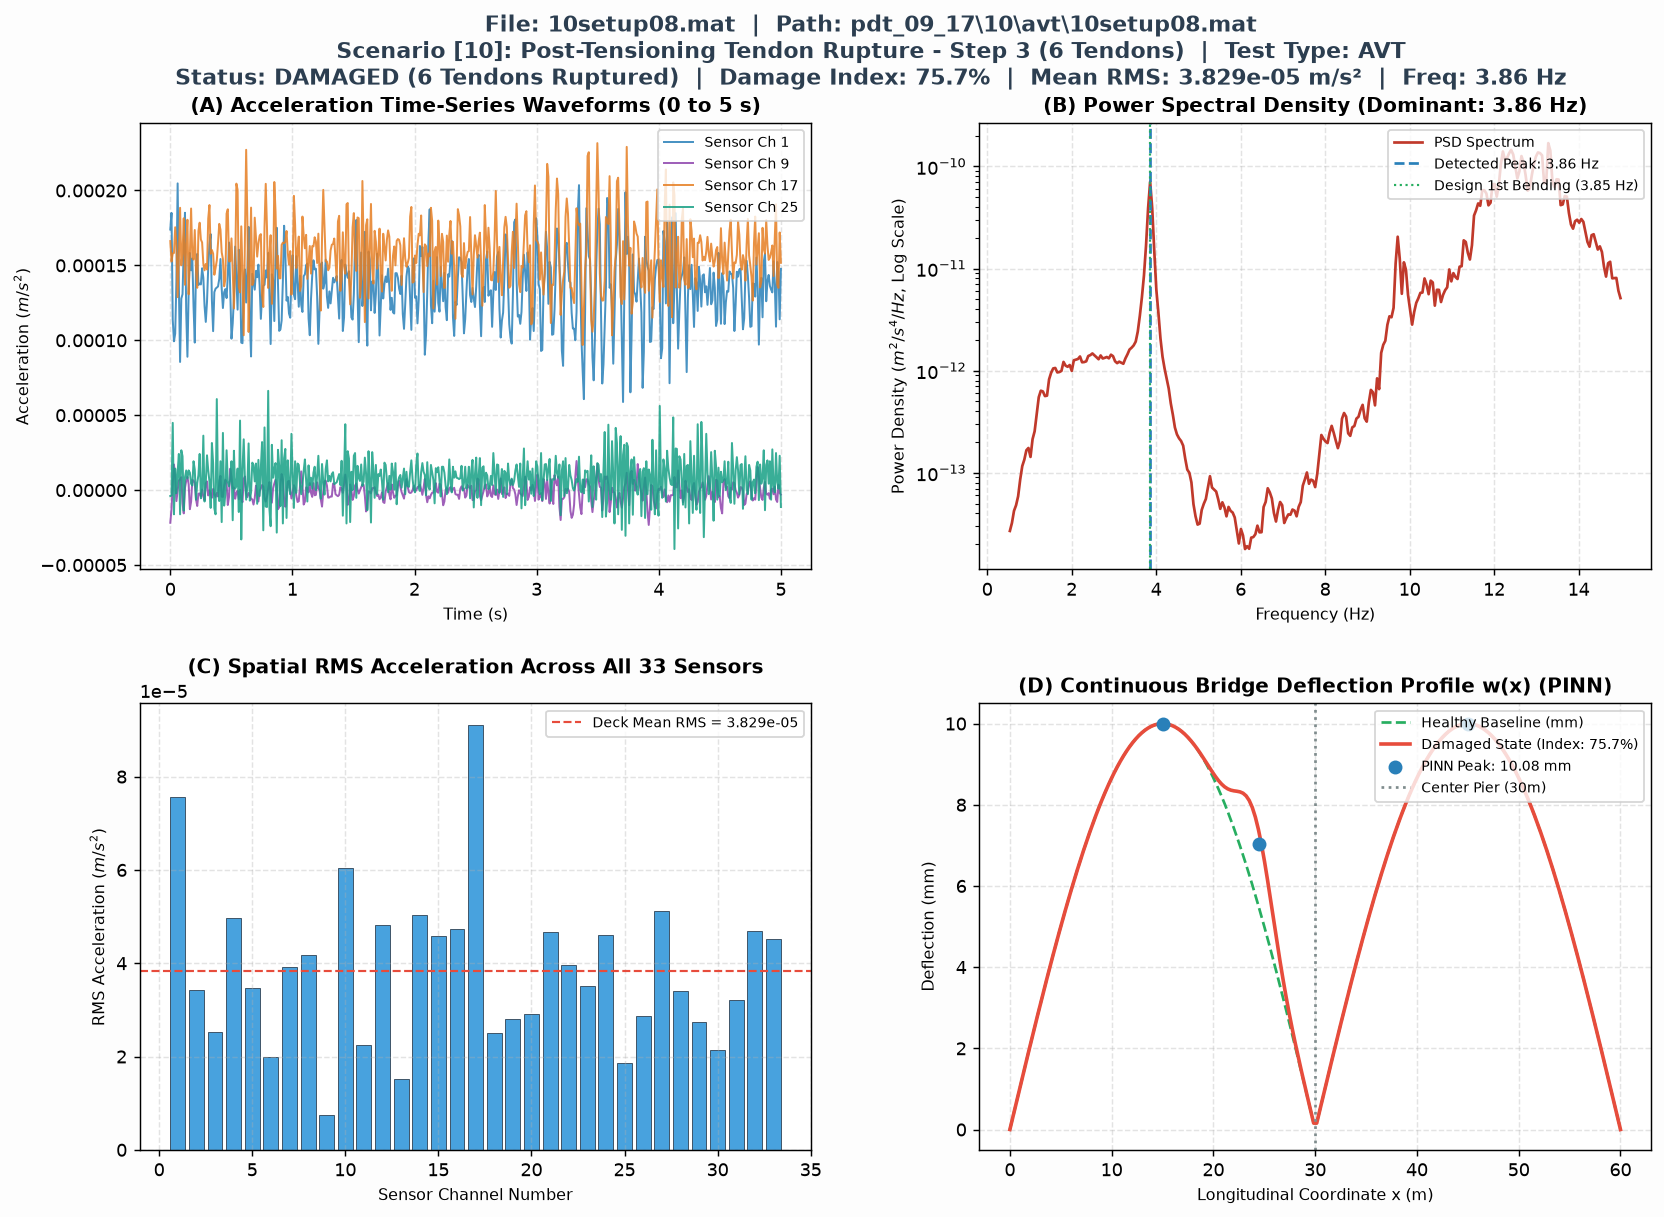 File: 10setup08.mat  |  Path: pdt_09_17\10\avt\10setup08.mat
Scenario [10]: Post-Tensioning Tendon Rupture - Step 3 (6 Tendons)  |  Test Type: AVT
Status: DAMAGED (6 Tendons Ruptured)  |  Damage Index: 75.7%  |  Mean RMS: 3.829e-05 m/s²  |  Freq: 3.86 Hz
(A) Acceleration Time-Series Waveforms (0 to 5 s)
Sensor Ch 1
Sensor Ch 9
Sensor Ch 17
Sensor Ch 25
0.00020
0.00015
0.00010
0.00005
0.00000
−0.00005
Acceleration (m/s²)
0 1 2 3 4 5
Time (s)
(B) Power Spectral Density (Dominant: 3.86 Hz)
PSD Spectrum
Detected Peak: 3.86 Hz
Design 1st Bending (3.85 Hz)
10⁻¹⁰
10⁻¹¹
10⁻¹²
10⁻¹³
Power Density (m²/s⁴/Hz, Log Scale)
0 2 4 6 8 10 12 14
Frequency (Hz)
(C) Spatial RMS Acceleration Across All 33 Sensors
1e−5
Deck Mean RMS = 3.829e-05
8
6
4
2
0
RMS Acceleration (m/s²)
0 5 10 15 20 25 30 35
Sensor Channel Number
(D) Continuous Bridge Deflection Profile w(x) (PINN)
Healthy Baseline (mm)
Damaged State (Index: 75.7%)
PINN Peak: 10.08 mm
Center Pier (30m)
10
8
6
4
2
0
Deflection (mm)
0 10 20 30 40 50 60
Longitudinal Coordinate x (m)